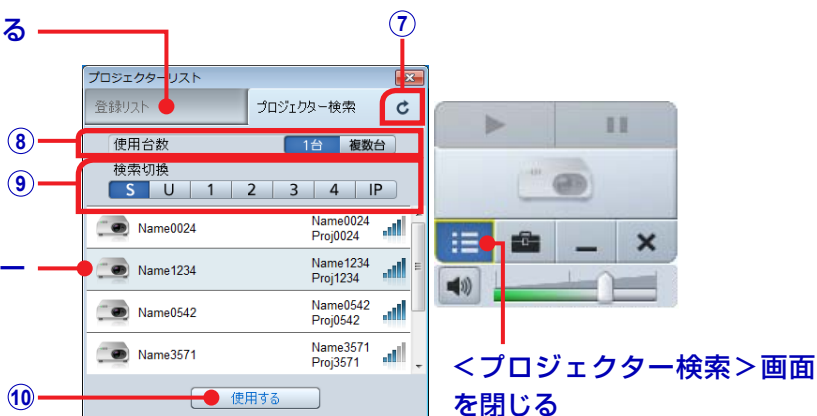 る
⑦
プロジェクターリスト
登録リスト
プロジェクター検索
⑧
使用台数
1台 複数台
⑨
検索切換
S U 1 2 3 4 IP
Name0024
Name0024
Proj0024
ー
Name1234
Name1234
Proj1234
Name0542
Name0542
Proj0542
Name3571
Name3571
Proj3571
⑩
使用する
<プロジェクター検索>画面
を閉じる